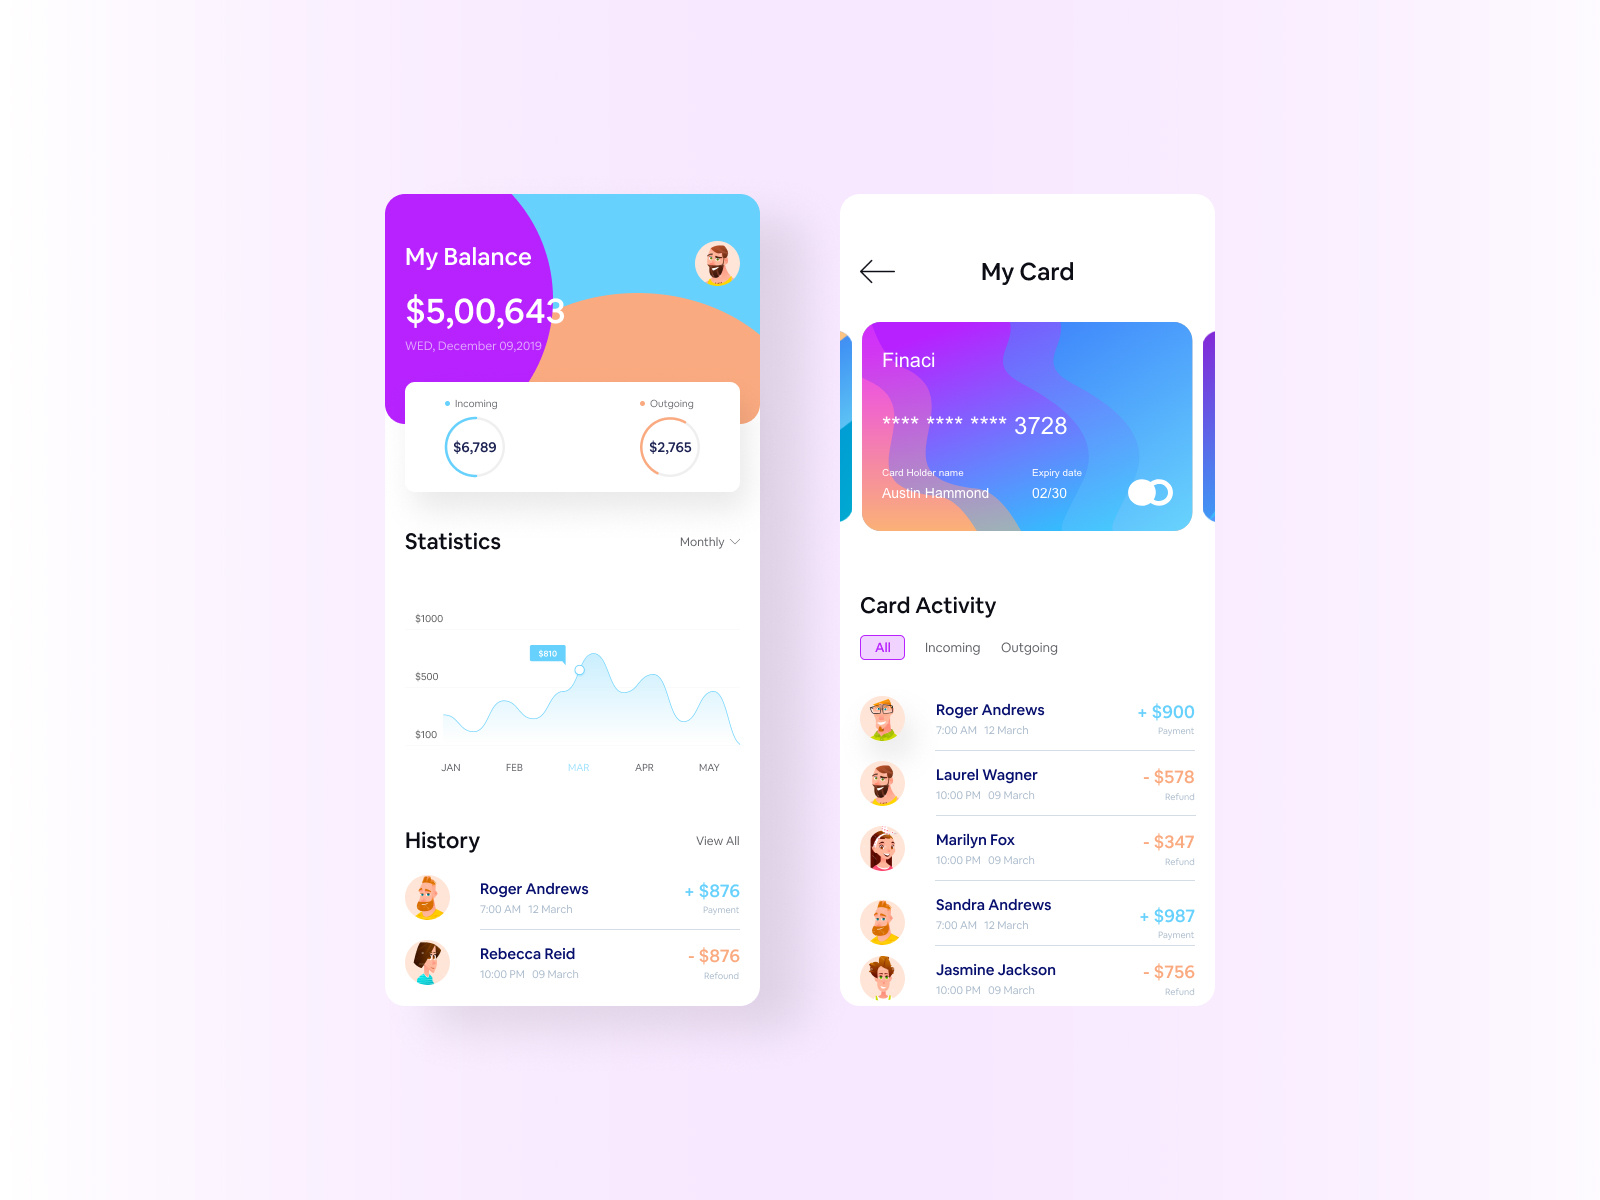 My Balance
$5,00,643
WED, December 09,2019
Incoming
Outgoing
$6,789
$2,765
Statistics
Monthly
$1000
$810
$500
$100
JAN FEB MAR APR MAY
History
View All
Roger Andrews
+ $876
7:00 AM 12 March
Payment
Rebecca Reid
- $876
10:00 PM 09 March
Refound
My Card
Finaci
**** **** **** 3728
Card Holder name
Expiry date
Austin Hammond
02/30
Card Activity
All
Incoming
Outgoing
Roger Andrews
+ $900
7:00 AM 12 March
Payment
Laurel Wagner
- $578
10:00 PM 09 March
Refund
Marilyn Fox
- $347
10:00 PM 09 March
Refund
Sandra Andrews
+ $987
7:00 AM 12 March
Payment
Jasmine Jackson
- $756
10:00 PM 09 March
Refund